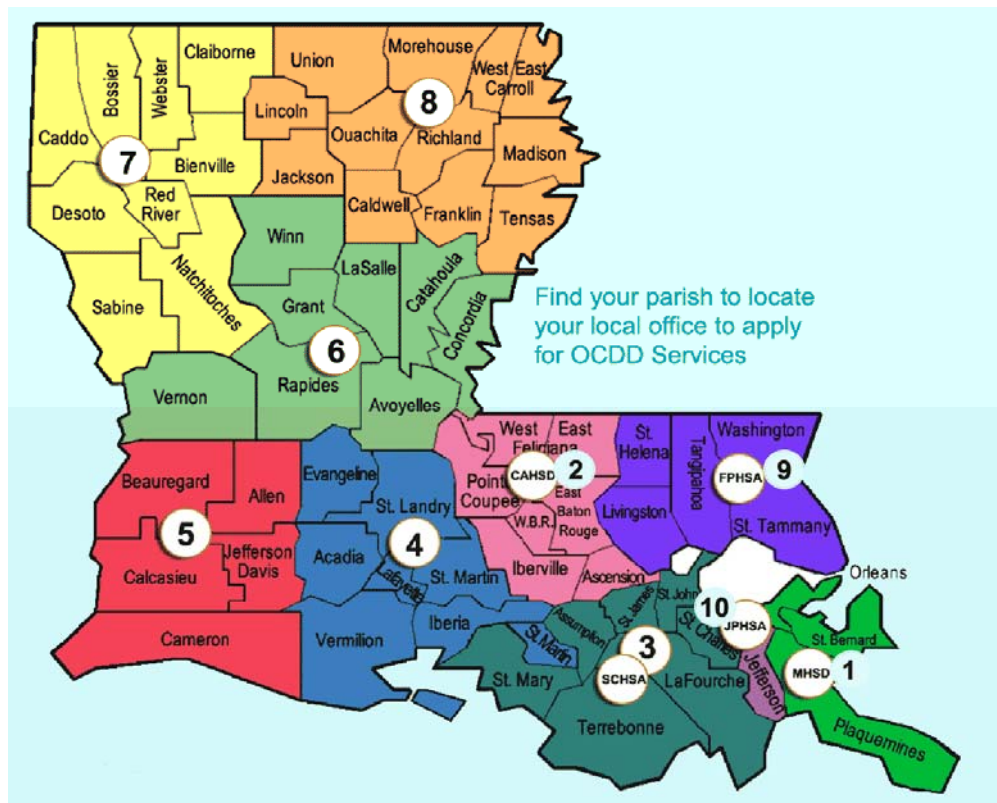 Claiborne
Union
Morehouse
West
Carroll
East
Bossier
Webster
Lincoln
8
Caddo
Ouachita
Richland
7
Bienville
Jackson
Madison
Desoto
Red
River
Caldwell
Franklin
Tensas
Winn
Natchitoches
LaSalle
Catahoula
Concordia
Sabine
Grant
Find your parish to locate
your local office to apply
for OCDD Services
6
Rapides
Vernon
Avoyelles
West
East
Feliciana
St.
Helena
Tangipahoa
Washington
Beauregard
Allen
Evangeline
Point
Coupee
CAHSD
2
FPHSA
9
St. Landry
East
Baton
Rouge
W.B.R.
Livingston
St. Tammany
5
4
Calcasieu
Jefferson
Davis
Acadia
Lafayette
St. Martin
Iberville
Ascension
Orleans
St. John
St. James
Assumption
St. Charles
10
JPHSA
Cameron
Vermilion
Iberia
St. Martin
3
SCHSA
St. Bernard
MHSD
1
St. Mary
LaFourche
Jefferson
Terrebonne
Plaquemines